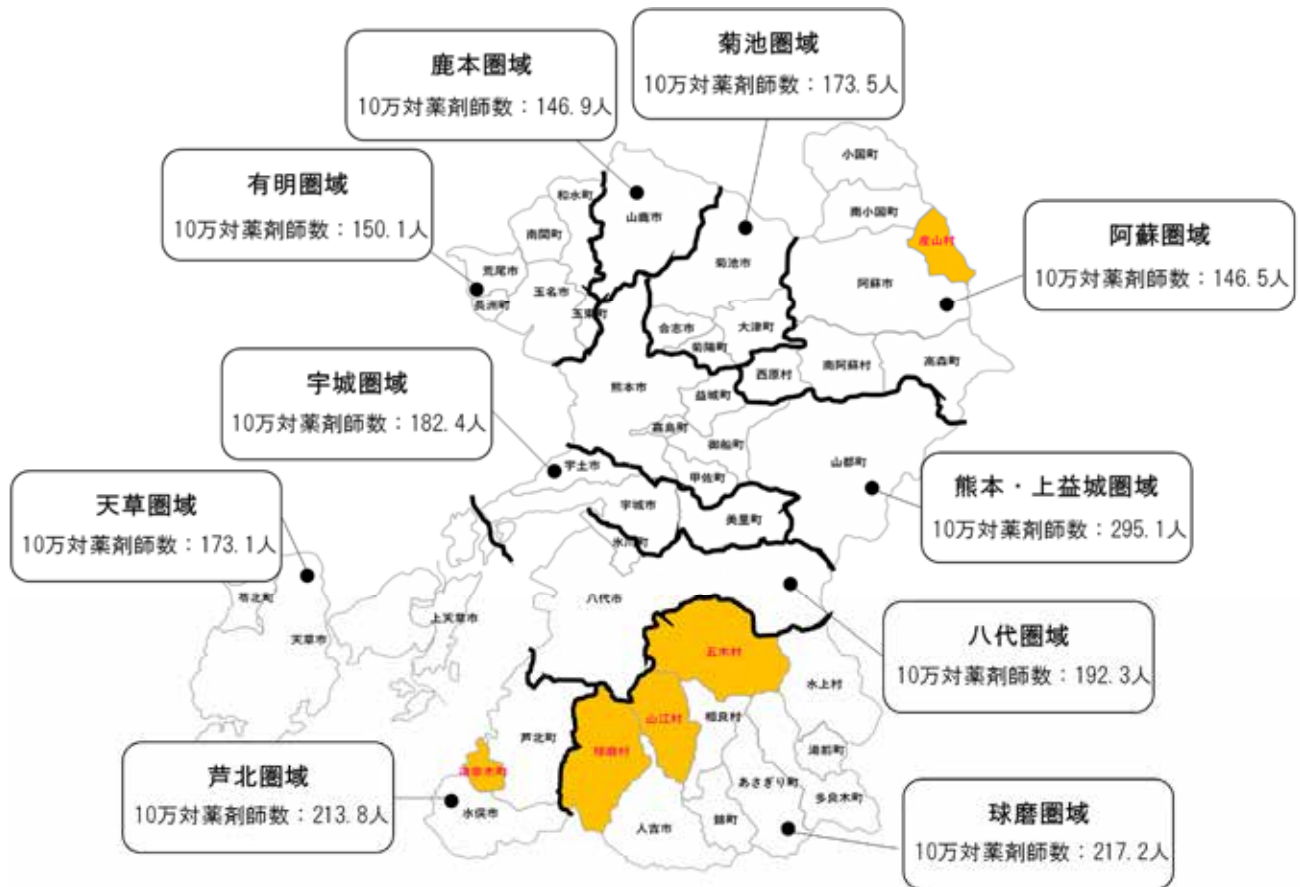 菊池圏域
10万対薬剤師数：173.5人
鹿本圏域
10万対薬剤師数：146.9人
有明圏域
10万対薬剤師数：150.1人
阿蘇圏域
10万対薬剤師数：146.5人
宇城圏域
10万対薬剤師数：182.4人
天草圏域
10万対薬剤師数：173.1人
熊本・上益城圏域
10万対薬剤師数：295.1人
八代圏域
10万対薬剤師数：192.3人
芦北圏域
10万対薬剤師数：213.8人
球磨圏域
10万対薬剤師数：217.2人
小国町
南小国町
産山村
和水町
山鹿市
南関町
菊池市
阿蘇市
荒尾市
玉名市
長洲町
玉東町
合志市
大津町
菊陽町
西原村
南阿蘇村
高森町
熊本市
益城町
嘉島町
御船町
山都町
宇土市
甲佐町
宇城市
美里町
氷川町
八代市
苓北町
上天草市
天草市
五木村
水上村
山江村
相良村
芦北町
球磨村
湯前町
津奈木町
あさぎり町
多良木町
水俣市
人吉市
錦町